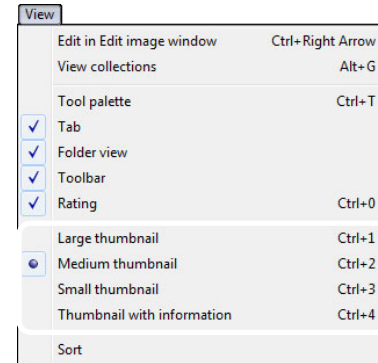 View
Edit in Edit image window Ctrl+Right Arrow
View collections Alt+G
Tool palette Ctrl+T
Tab
Folder view
Toolbar
Rating Ctrl+0
Large thumbnail Ctrl+1
Medium thumbnail Ctrl+2
Small thumbnail Ctrl+3
Thumbnail with information Ctrl+4
Sort